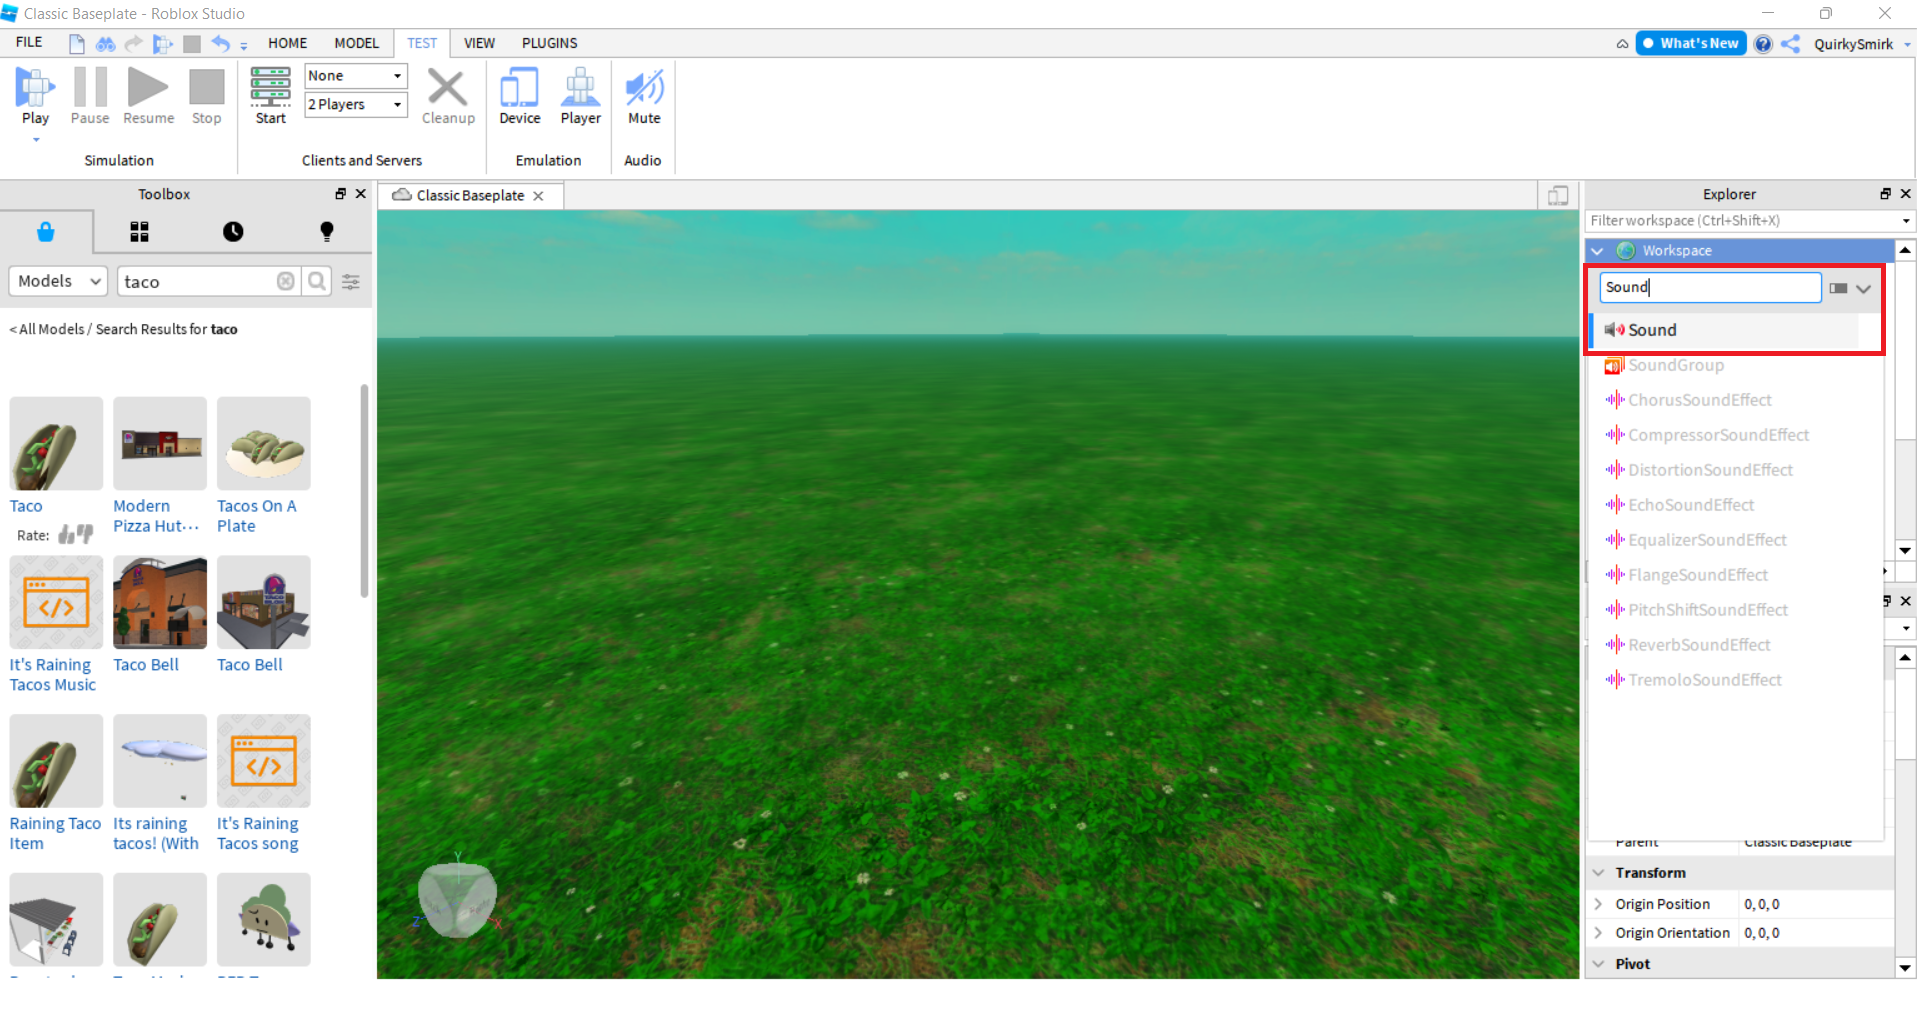 Classic Baseplate - Roblox Studio
FILE HOME MODEL TEST VIEW PLUGINS
What's New
QuirkySmirk
None
2 Players
Play Pause Resume Stop Start Cleanup Device Player Mute
Simulation Clients and Servers Emulation Audio
Toolbox
Models
taco
< All Models / Search Results for taco
Taco
Rate:
Modern
Pizza Hut...
Tacos On A
Plate
It's Raining
Tacos Music
Taco Bell
Taco Bell
Raining Taco
Item
Its raining
tacos! (With
It's Raining
Tacos song
Classic Baseplate
Y
Z
X
Explorer
Filter workspace (Ctrl+Shift+X)
Workspace
Sound
Sound
SoundGroup
ChorusSoundEffect
CompressorSoundEffect
DistortionSoundEffect
EchoSoundEffect
EqualizerSoundEffect
FlangeSoundEffect
PitchShiftSoundEffect
ReverbSoundEffect
TremoloSoundEffect
Parent Classic Baseplate
Transform
Origin Position 0, 0, 0
Origin Orientation 0, 0, 0
Pivot